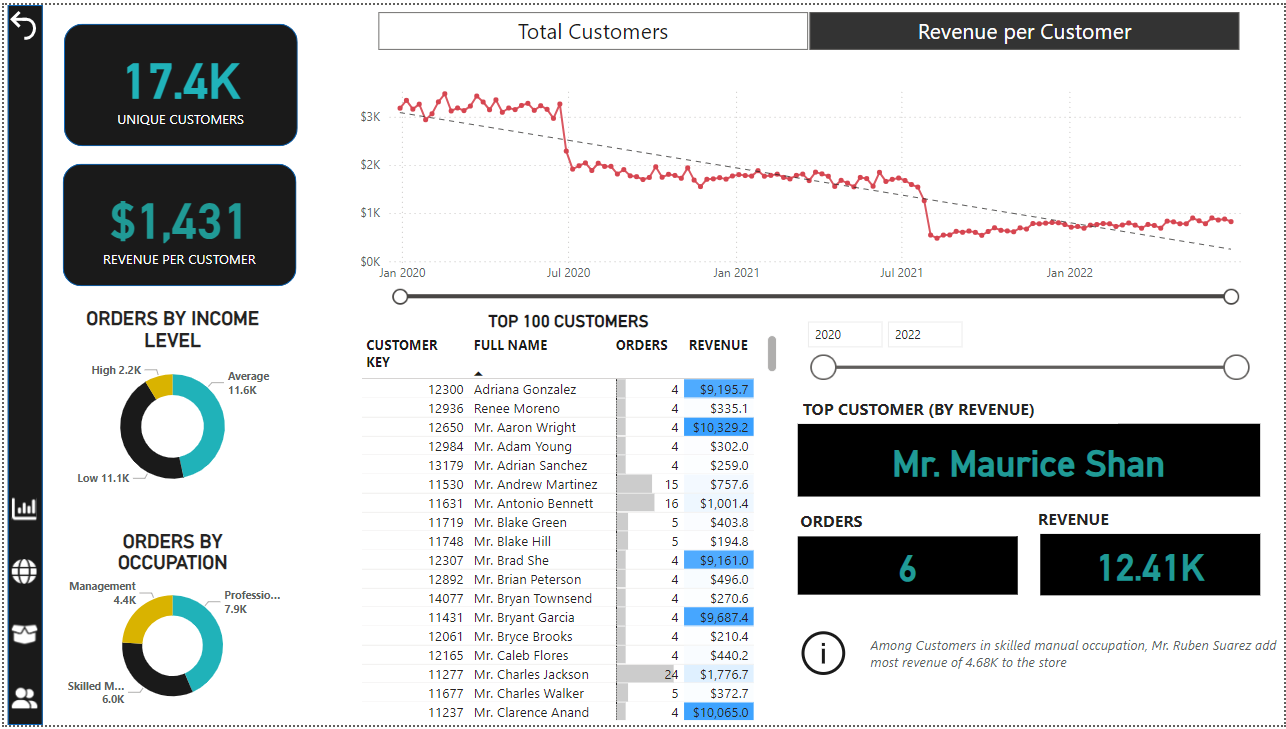 Total Customers
Revenue per Customer
17.4K
UNIQUE CUSTOMERS
$1,431
REVENUE PER CUSTOMER
$3K
$2K
$1K
$0K
Jan 2020
Jul 2020
Jan 2021
Jul 2021
Jan 2022
ORDERS BY INCOME
LEVEL
High 2.2K
Average
11.6K
Low 11.1K
ORDERS BY
OCCUPATION
Management
4.4K
Professio...
7.9K
Skilled M...
6.0K
TOP 100 CUSTOMERS
CUSTOMER KEY FULL NAME ORDERS REVENUE
12300 Adriana Gonzalez 4 $9,195.7
12936 Renee Moreno 4 $335.1
12650 Mr. Aaron Wright 4 $10,329.2
12984 Mr. Adam Young 4 $302.0
13179 Mr. Adrian Sanchez 4 $259.0
11530 Mr. Andrew Martinez 15 $757.6
11631 Mr. Antonio Bennett 16 $1,001.4
11719 Mr. Blake Green 5 $403.8
11748 Mr. Blake Hill 5 $194.8
12307 Mr. Brad She 4 $9,161.0
12892 Mr. Brian Peterson 4 $496.0
14077 Mr. Bryan Townsend 4 $270.6
11431 Mr. Bryant Garcia 4 $9,687.4
12061 Mr. Bryce Brooks 4 $210.4
12165 Mr. Caleb Flores 4 $440.2
11277 Mr. Charles Jackson 24 $1,776.7
11677 Mr. Charles Walker 5 $372.7
11237 Mr. Clarence Anand 4 $10,065.0
2020
2022
TOP CUSTOMER (BY REVENUE)
Mr. Maurice Shan
ORDERS
6
REVENUE
12.41K
i
Among Customers in skilled manual occupation, Mr. Ruben Suarez add
most revenue of 4.68K to the store